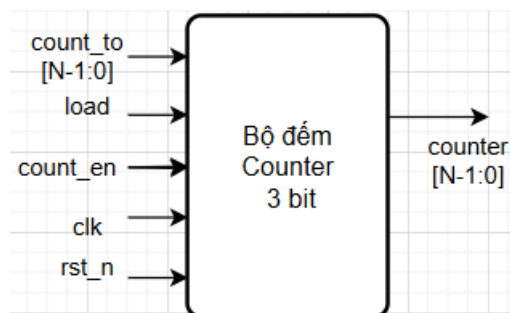 count_to
[N-1:0]
load
count_en
clk
rst_n
Bộ đếm
Counter
3 bit
counter
[N-1:0]